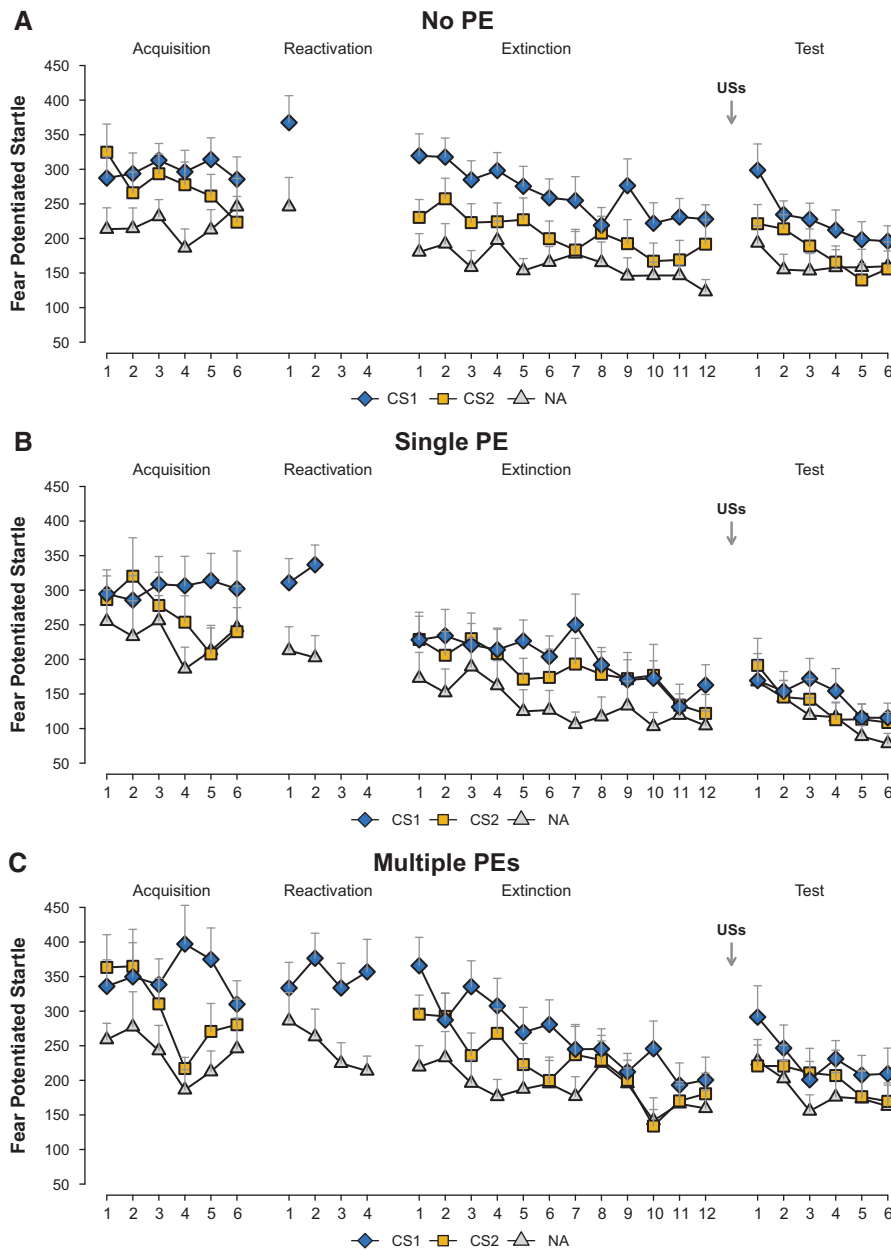 A No PE
Acquisition Reactivation Extinction Test
Fear Potentiated Startle
450
400
350
300
250
200
150
100
50
USs
1 2 3 4 5 6 1 2 3 4 1 2 3 4 5 6 7 8 9 10 11 12 1 2 3 4 5 6
CS1 CS2 NA
B Single PE
Acquisition Reactivation Extinction Test
Fear Potentiated Startle
450
400
350
300
250
200
150
100
50
USs
1 2 3 4 5 6 1 2 3 4 1 2 3 4 5 6 7 8 9 10 11 12 1 2 3 4 5 6
CS1 CS2 NA
C Multiple PEs
Acquisition Reactivation Extinction Test
Fear Potentiated Startle
450
400
350
300
250
200
150
100
50
USs
1 2 3 4 5 6 1 2 3 4 1 2 3 4 5 6 7 8 9 10 11 12 1 2 3 4 5 6
CS1 CS2 NA